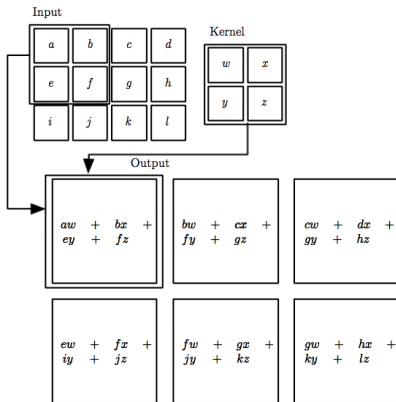 Input
a b c d
Kernel
w x
e f g h
y z
i j k l
Output
aw + bx +
ey + fz
bw + cx +
fy + gz
cw + dx +
gy + hz
ew + fx +
iy + jz
fw + gx +
jy + kz
gw + hx +
ky + lz